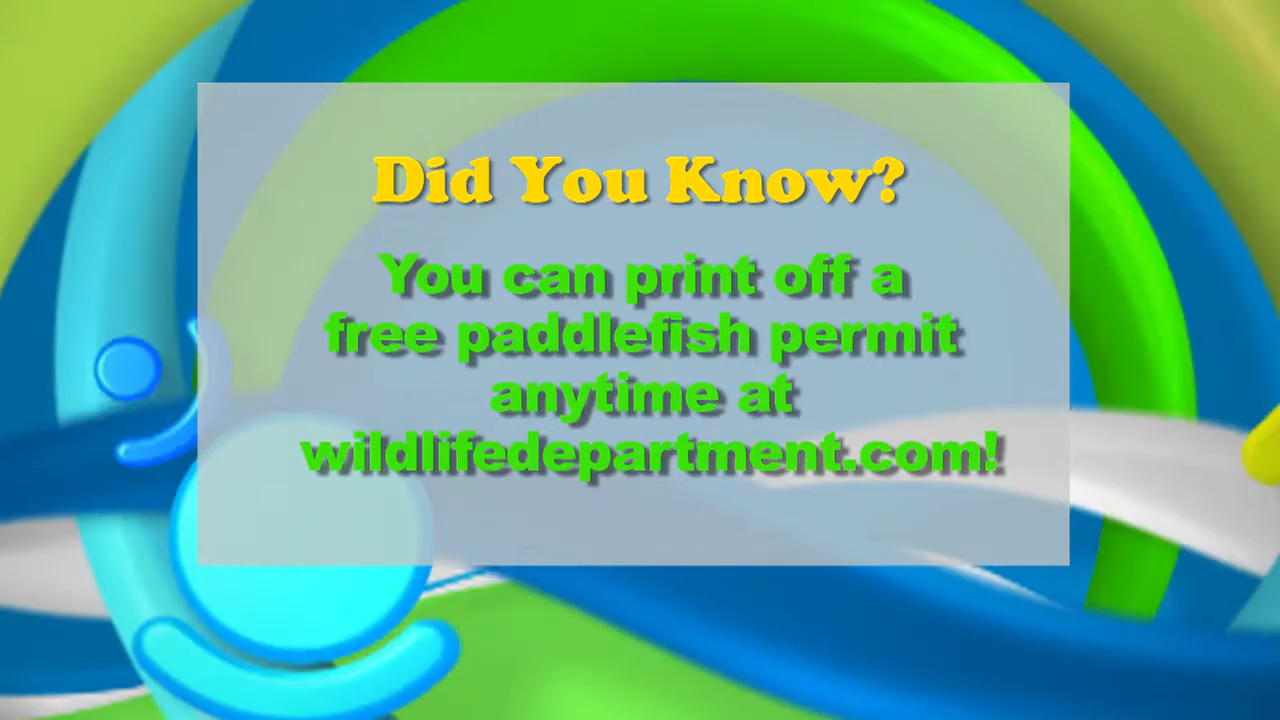 Did You Know?
You can print off a
free paddlefish permit
anytime at
wildlifedepartment.com!